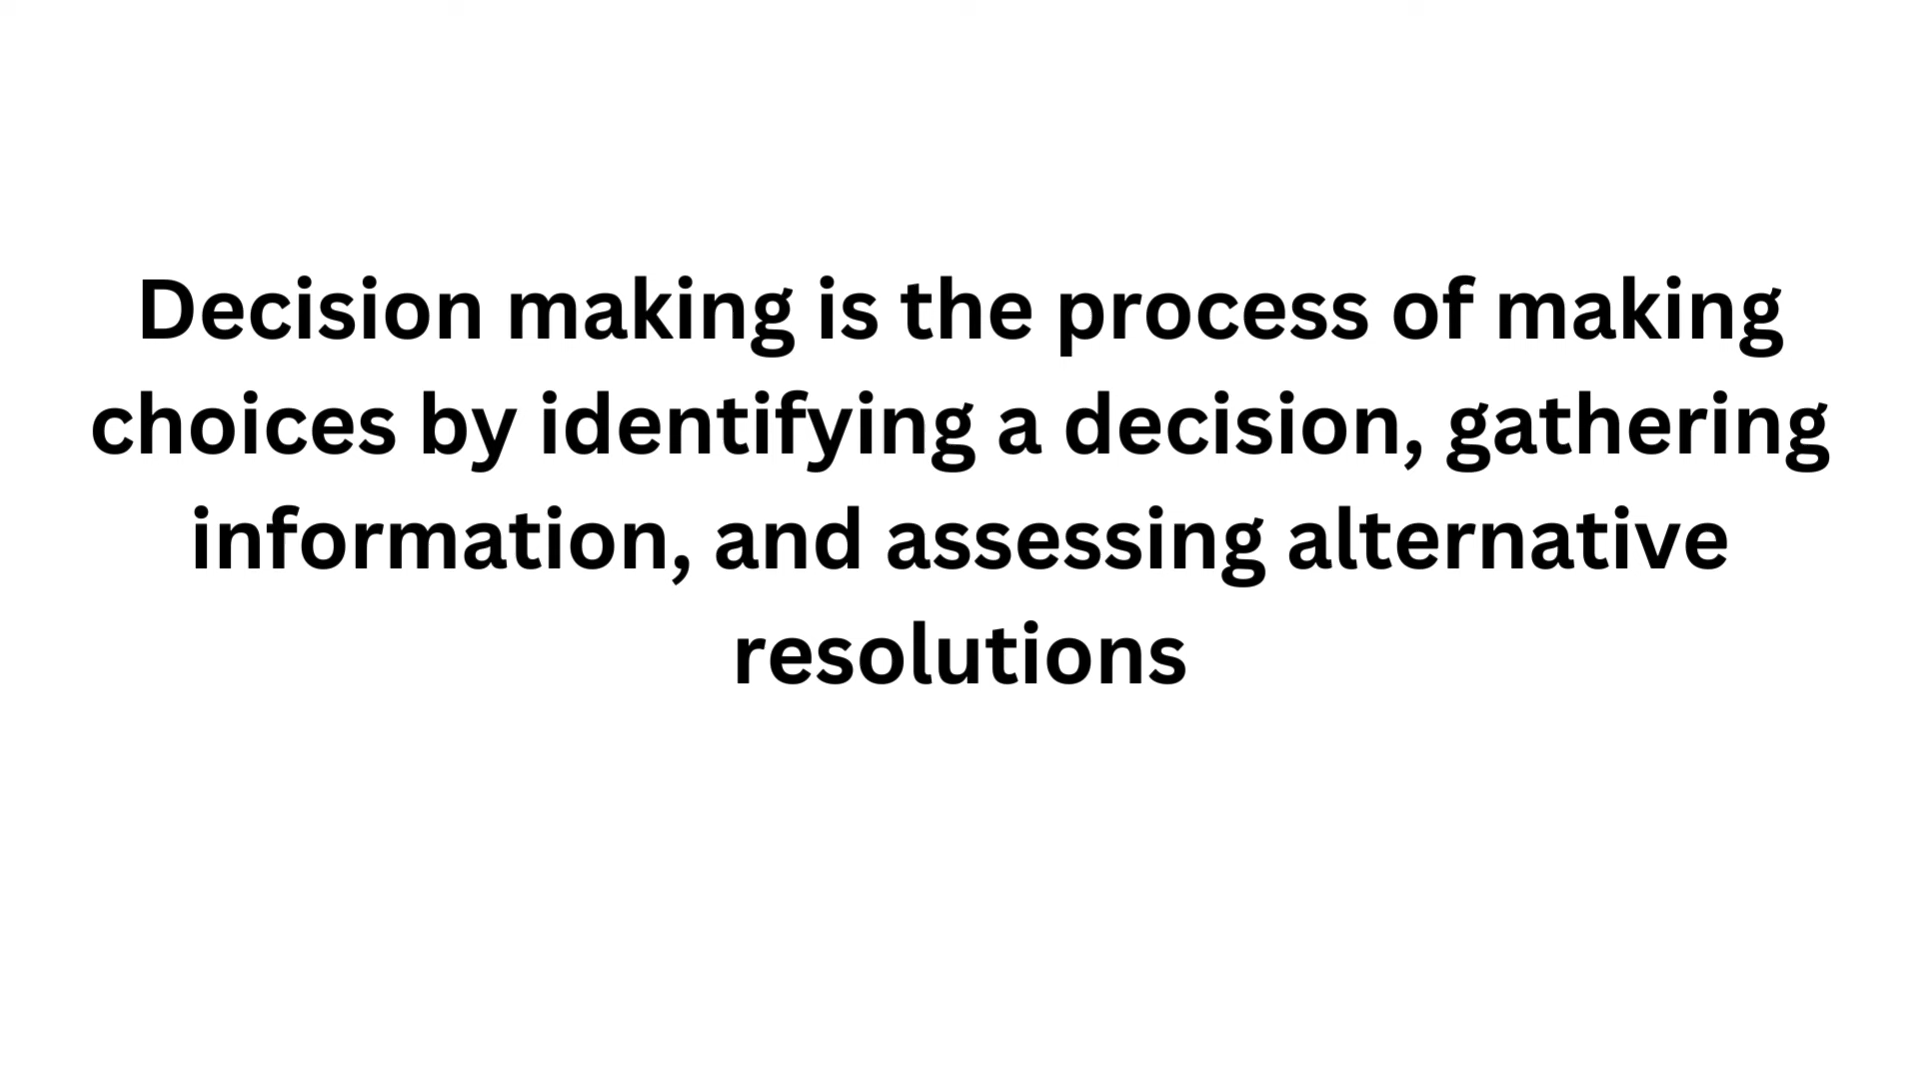 Decision making is the process of making
choices by identifying a decision, gathering
information, and assessing alternative
resolutions